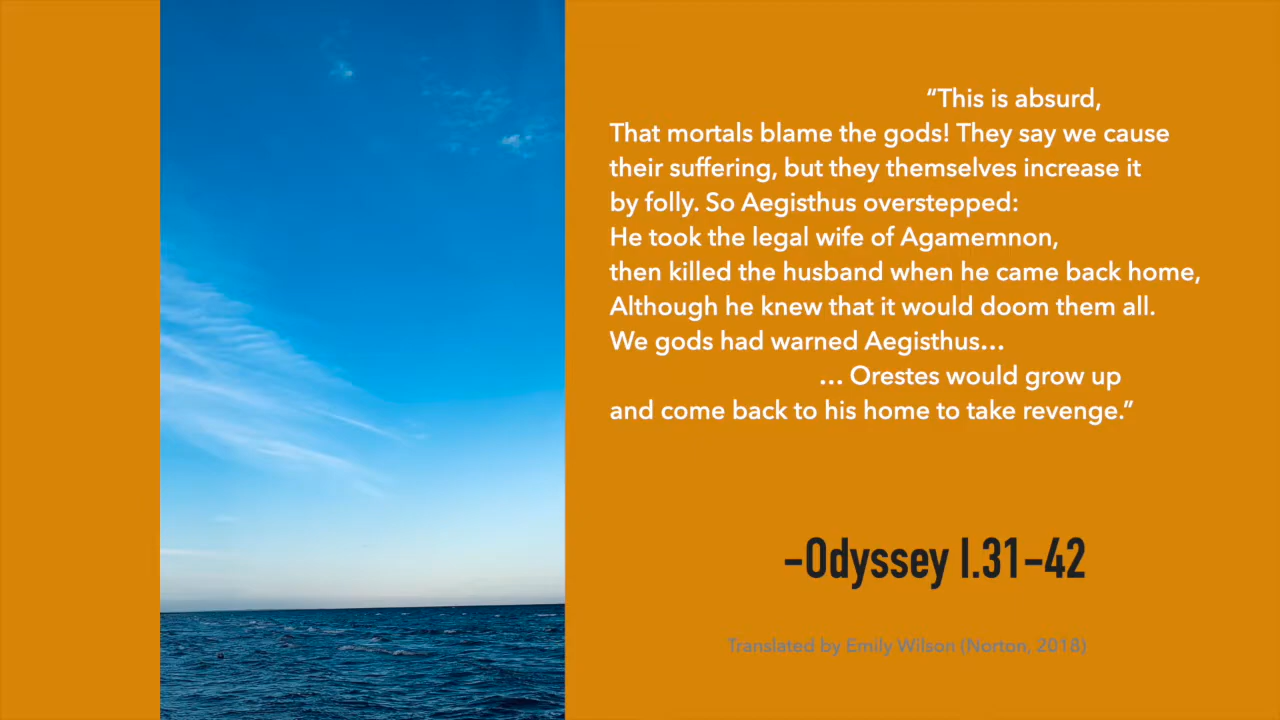 “This is absurd,
That mortals blame the gods! They say we cause
their suffering, but they themselves increase it
by folly. So Aegisthus overstepped:
He took the legal wife of Agamemnon,
then killed the husband when he came back home,
Although he knew that it would doom them all.
We gods had warned Aegisthus…
… Orestes would grow up
and come back to his home to take revenge.”
–Odyssey I.31–42
Translated by Emily Wilson (Norton, 2018)